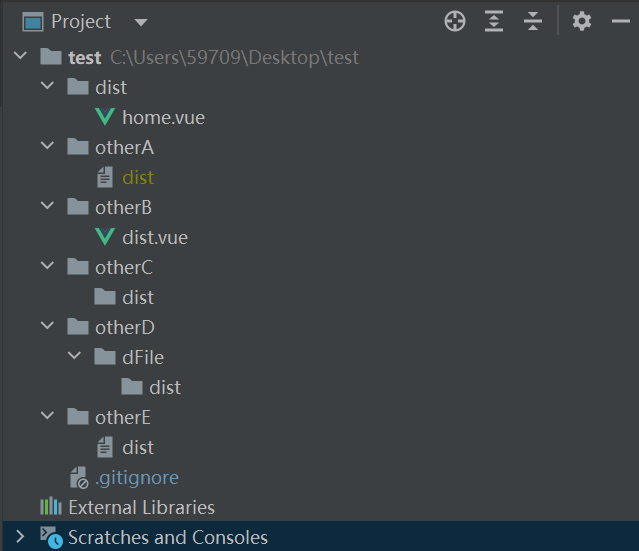 Project
test C:\Users\59709\Desktop\test
dist
home.vue
otherA
dist
otherB
dist.vue
otherC
dist
otherD
dFile
dist
otherE
dist
.gitignore
External Libraries
Scratches and Consoles